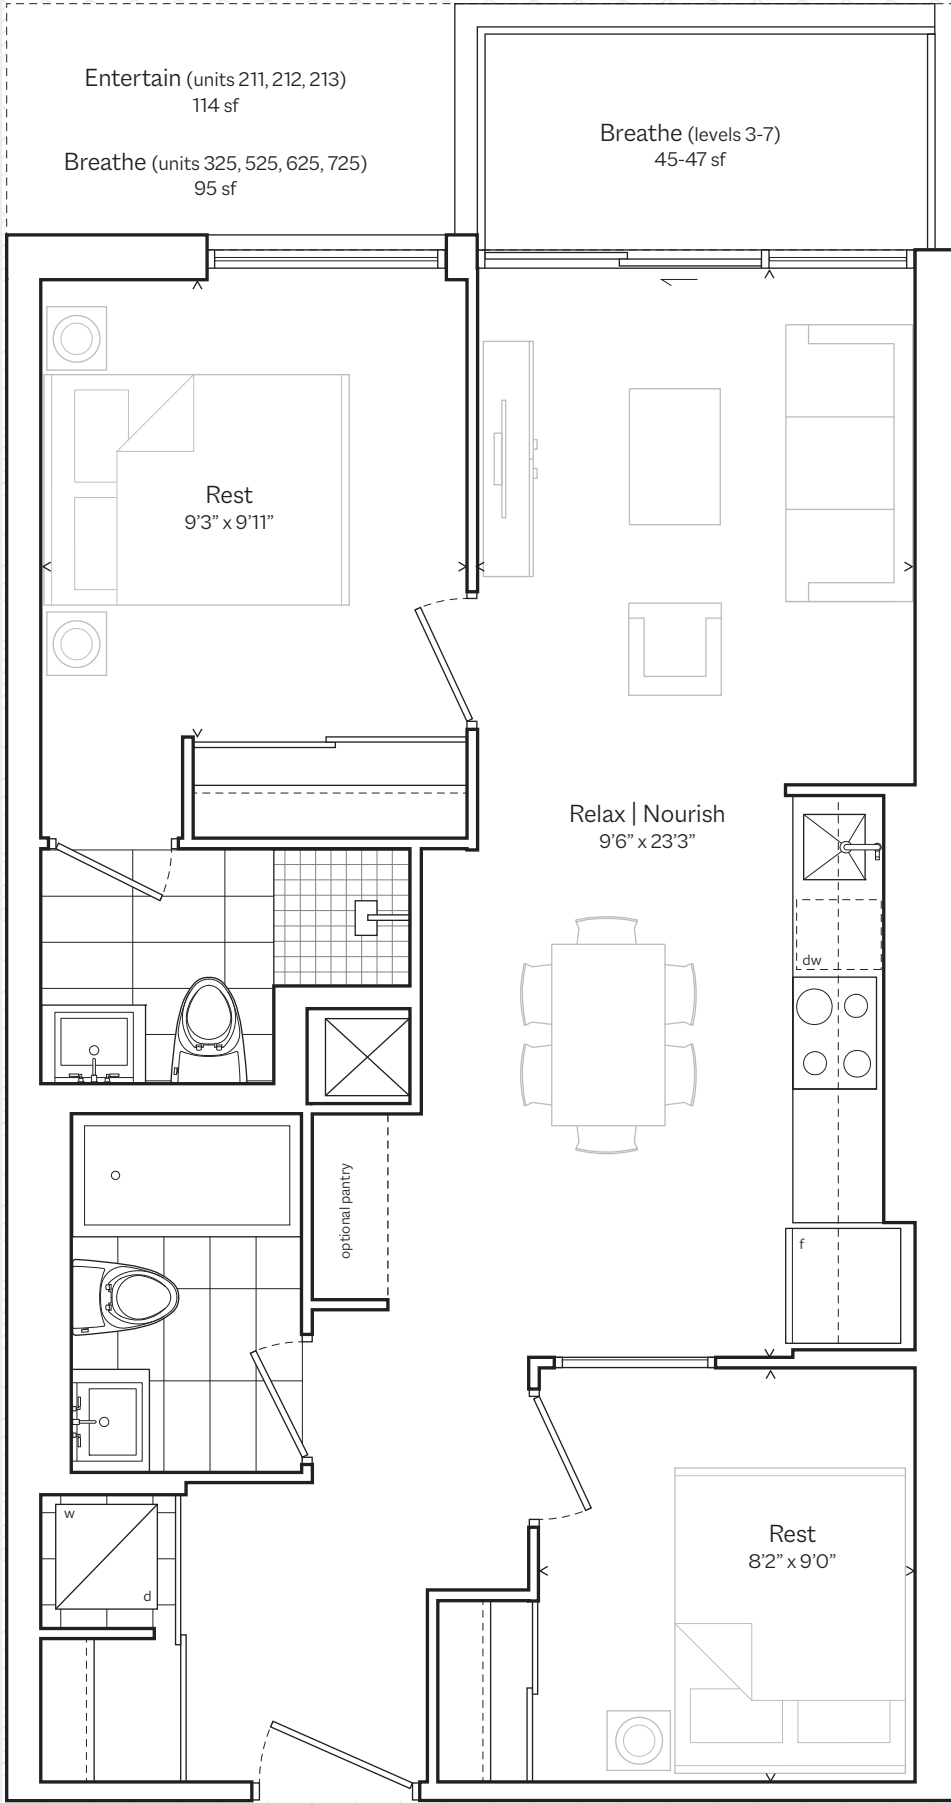 Entertain (units 211, 212, 213)
114 sf
Breathe (units 325, 525, 625, 725)
95 sf
Breathe (levels 3-7)
45-47 sf
Rest
9’3” x 9’11”
Relax | Nourish
9’6” x 23’3”
dw
optional pantry
f
w
d
Rest
8’2” x 9’0”